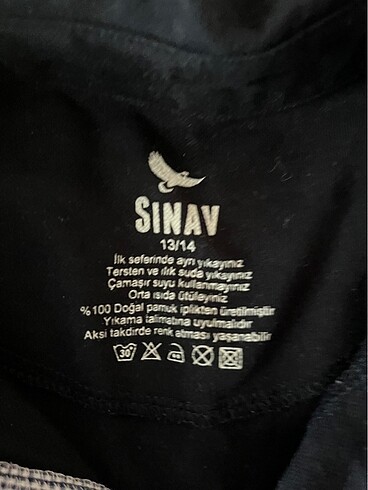 SINAV
13/14
İlk seferinde ayrı yıkayınız
Tersten ve ılık suda yıkayınız
Çamaşır suyu kullanmayınız
Orta ısıda ütüleyiniz
%100 Doğal pamuk iplikten üretilmiştir
Yıkama talimatına uyulmalıdır
Aksi takdirde renk atması yaşanabilir
30°